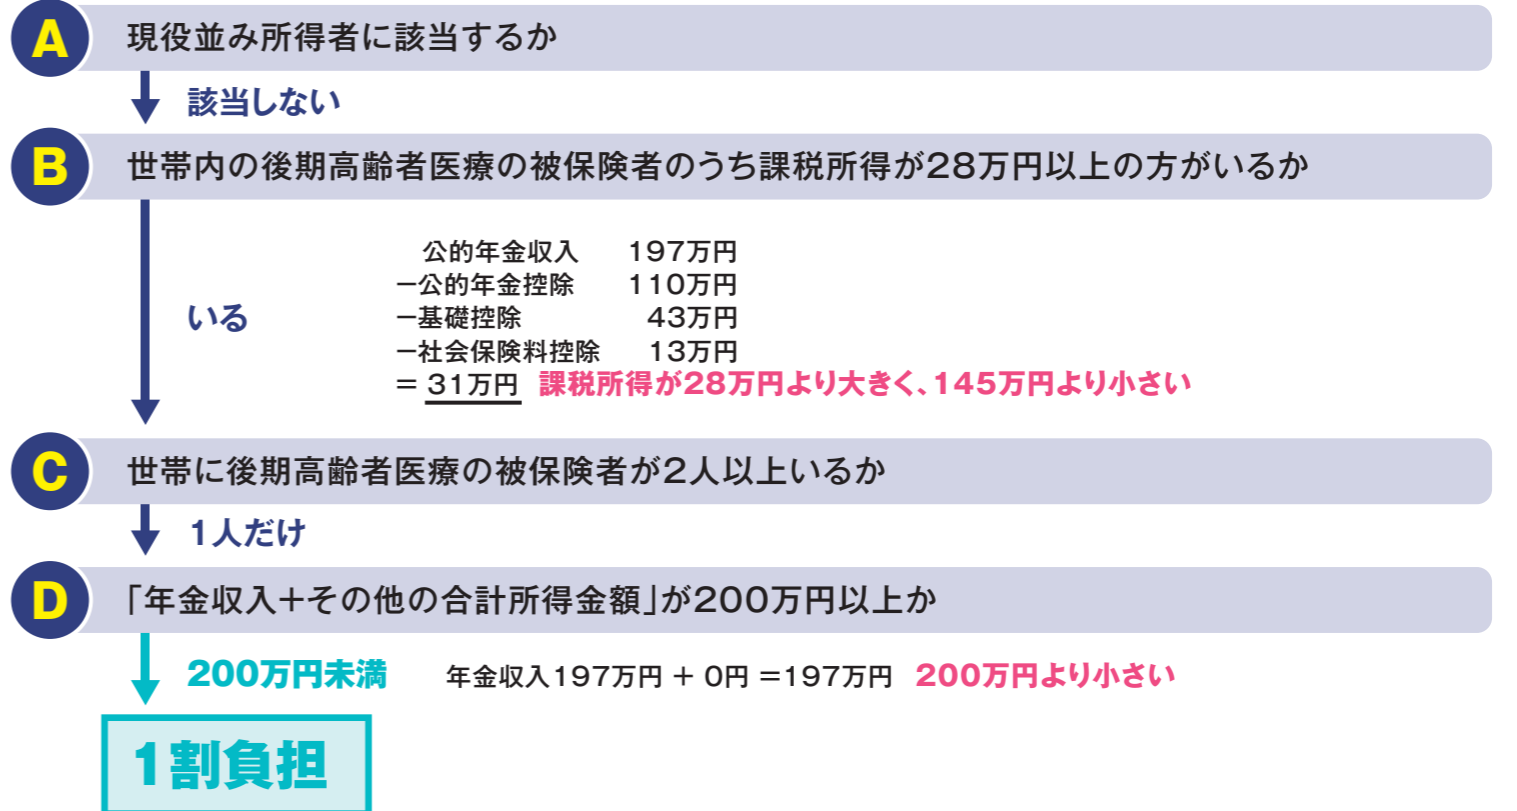 A 現役並み所得者に該当するか
該当しない
B 世帯内の後期高齢者医療の被保険者のうち課税所得が28万円以上の方がいるか
いる
公的年金収入 197万円
－公的年金控除 110万円
－基礎控除 43万円
－社会保険料控除 13万円
＝ 31万円 課税所得が28万円より大きく、145万円より小さい
C 世帯に後期高齢者医療の被保険者が2人以上いるか
1人だけ
D 「年金収入＋その他の合計所得金額」が200万円以上か
200万円未満 年金収入197万円 ＋ 0円 ＝197万円 200万円より小さい
1割負担